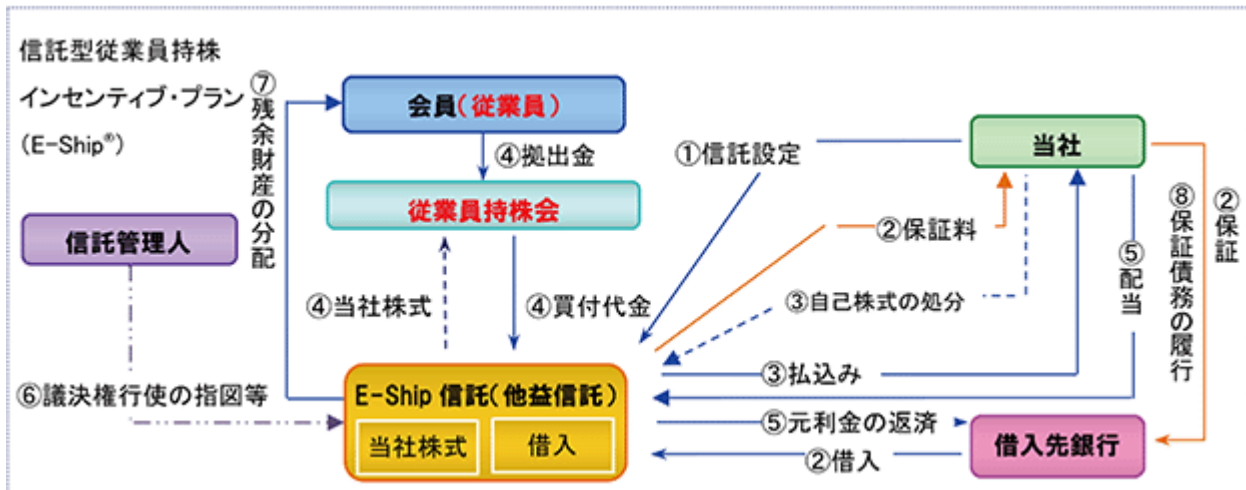 信託型従業員持株
インセンティブ・プラン
(E-Ship®)
⑦残余財産の分配
会員(従業員)
④拠出金
従業員持株会
信託管理人
④当社株式
④買付代金
⑥議決権行使の指図等
E-Ship 信託(他益信託)
当社株式
借入
①信託設定
当社
②保証料
③自己株式の処分
③払込み
⑤配当
⑧保証債務の履行
②保証
⑤元利金の返済
②借入
借入先銀行